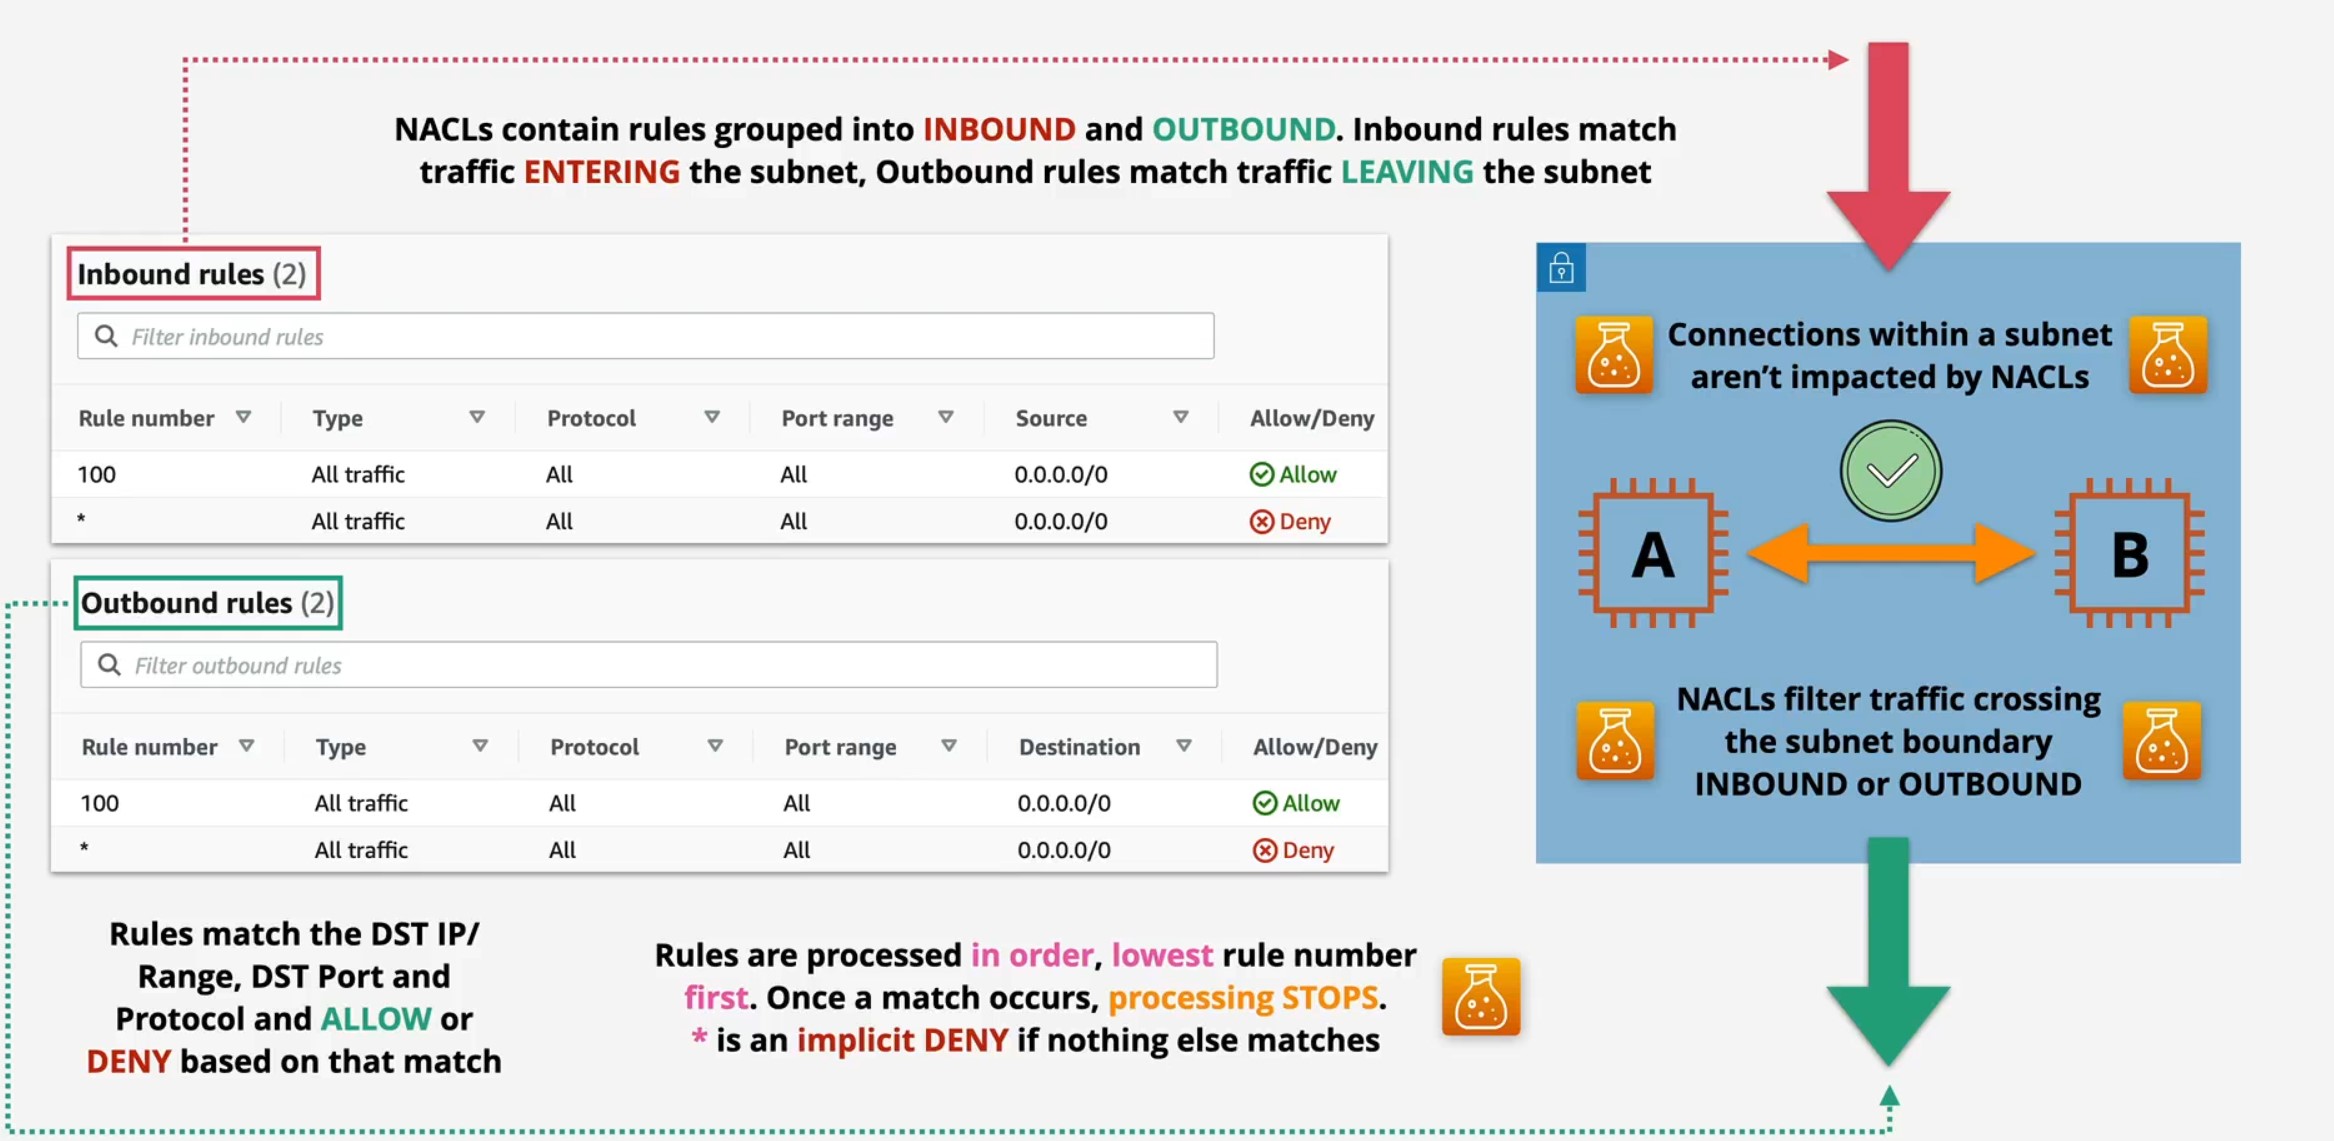 NACLs contain rules grouped into INBOUND and OUTBOUND. Inbound rules match
traffic ENTERING the subnet, Outbound rules match traffic LEAVING the subnet
Inbound rules (2)
Filter inbound rules
Rule number Type Protocol Port range Source Allow/Deny
100 All traffic All All 0.0.0.0/0 Allow
* All traffic All All 0.0.0.0/0 Deny
Outbound rules (2)
Filter outbound rules
Rule number Type Protocol Port range Destination Allow/Deny
100 All traffic All All 0.0.0.0/0 Allow
* All traffic All All 0.0.0.0/0 Deny
Connections within a subnet
aren't impacted by NACLs
A B
NACLs filter traffic crossing
the subnet boundary
INBOUND or OUTBOUND
Rules match the DST IP/
Range, DST Port and
Protocol and ALLOW or
DENY based on that match
Rules are processed in order, lowest rule number
first. Once a match occurs, processing STOPS.
* is an implicit DENY if nothing else matches